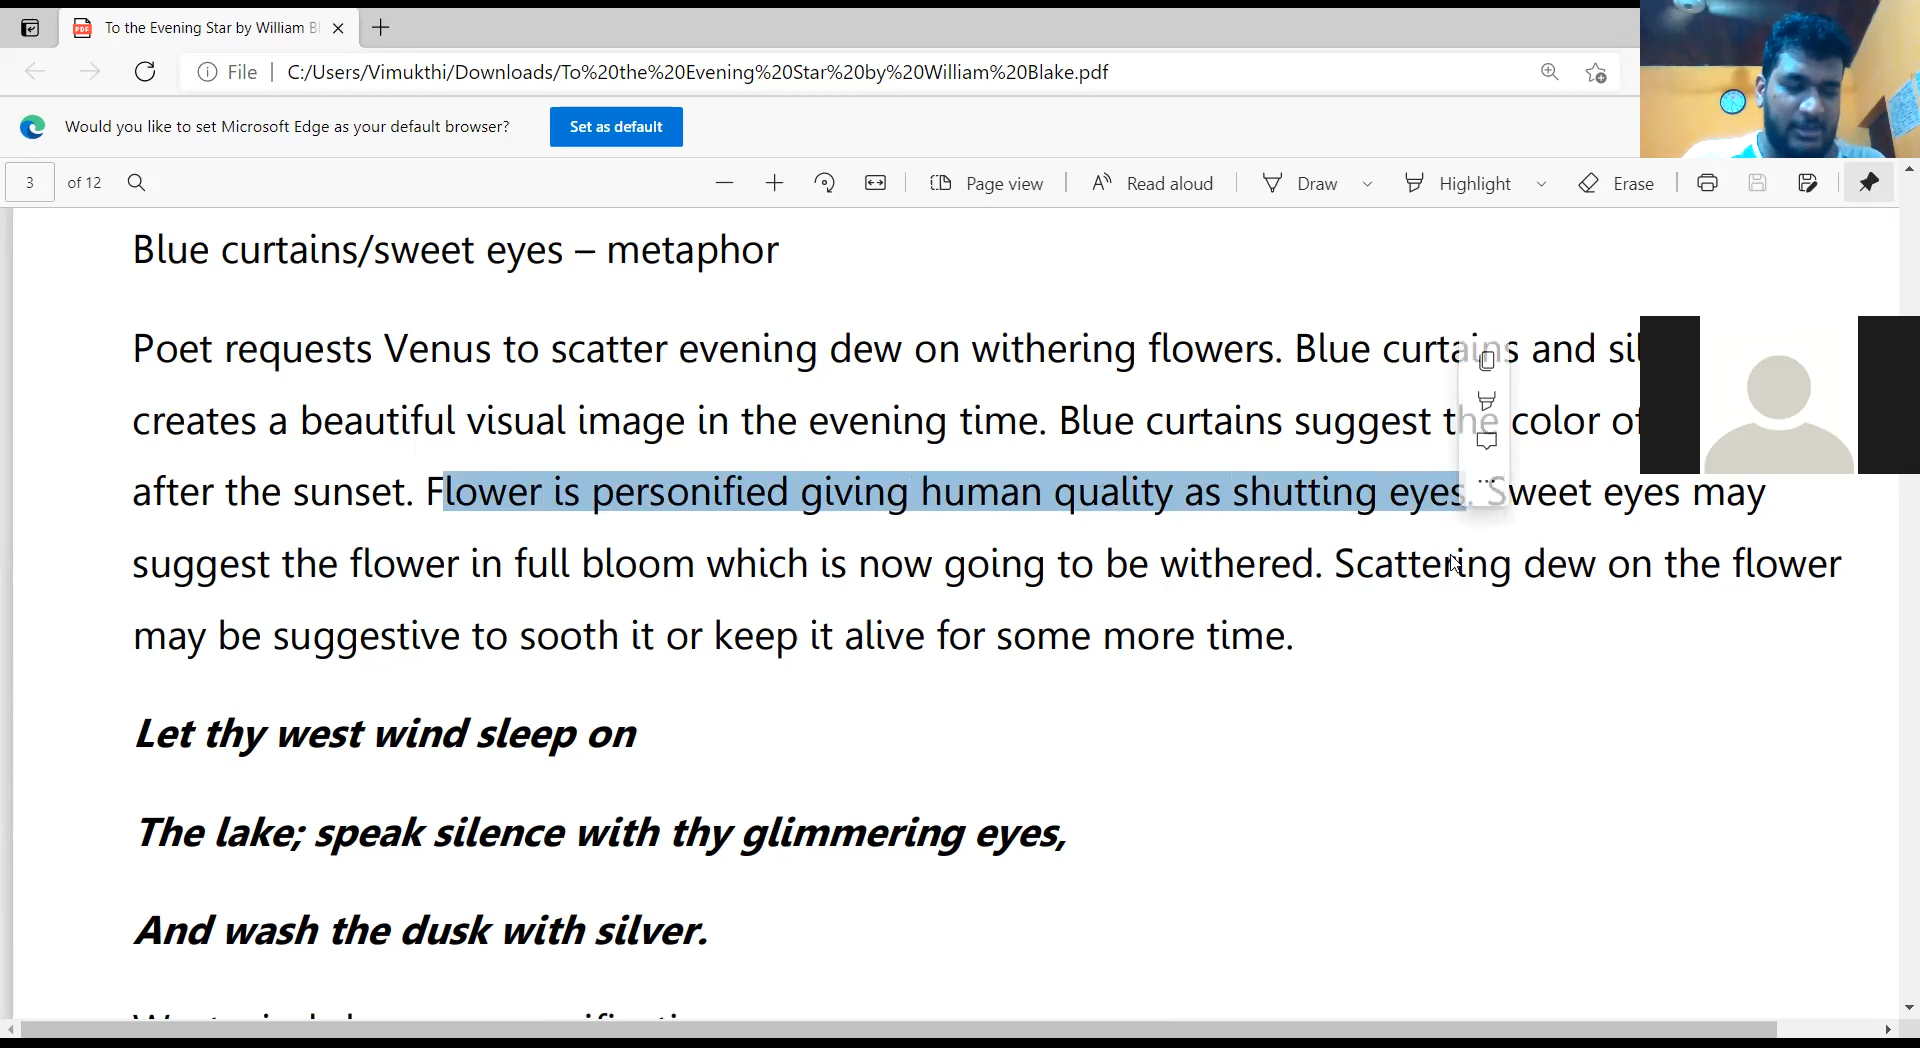 To the Evening Star by William
File | C:/Users/Vimukthi/Downloads/To%20the%20Evening%20Star%20by%20William%20Blake.pdf
Would you like to set Microsoft Edge as your default browser? Set as default
3 of 12 Page view Read aloud Draw Highlight Erase
Blue curtains/sweet eyes – metaphor
Poet requests Venus to scatter evening dew on withering flowers. Blue curtains and
creates a beautiful visual image in the evening time. Blue curtains suggest the color
after the sunset. Flower is personified giving human quality as shutting eyes. Sweet eyes may
suggest the flower in full bloom which is now going to be withered. Scattering dew on the flower
may be suggestive to sooth it or keep it alive for some more time.
Let thy west wind sleep on
The lake; speak silence with thy glimmering eyes,
And wash the dusk with silver.